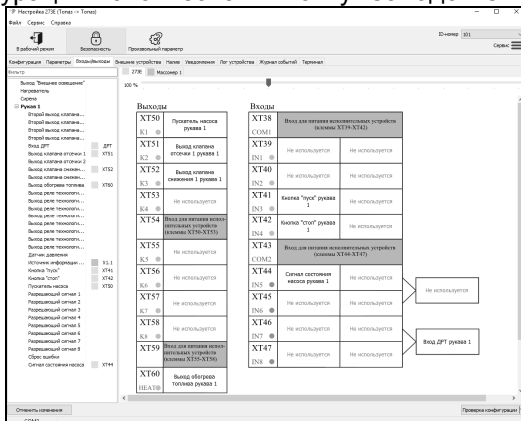 Настройка 273E (Топаз -> Топаз)
Файл Сервис Справка
В рабочий режим
Безопасность
Произвольный параметр
ID-номер 101
Сервис
Конфигурация Параметры Входы/выходы Внешние устройства Налив Уведомления Лог устройства Журнал событий Терминал
Фильтр
273E Массомер 1
100 %
Выход "Внешнее освещение"
Нагреватель
Сирена
Рукав 1
Второй выход клапана...
Второй выход клапана...
Второй выход клапана...
Второй выход клапана...
Вход ДРТ ДРТ
Выход клапана отсечки 1 XT51
Выход клапана отсечки 2
Выход клапана снижен... XT52
Выход клапана снижен...
Выход обогрева топлива XT60
Выход реле технологи...
Выход реле технологи...
Выход реле технологи...
Выход реле технологи...
Выход реле технологи...
Выход реле технологи...
Выход реле технологи...
Выход реле технологи...
Датчик давления
Источник информации ... V1.1
Кнопка "пуск" XT41
Кнопка "стоп" XT42
Пускатель насоса XT50
Разрешающий сигнал 1
Разрешающий сигнал 2
Разрешающий сигнал 3
Разрешающий сигнал 4
Разрешающий сигнал 5
Разрешающий сигнал 6
Разрешающий сигнал 7
Разрешающий сигнал 8
Сброс ошибки
Сигнал состояния насоса XT44
Выходы
XT50
K1
Пускатель насоса
рукава 1
XT51
K2
Выход клапана
отсечки 1 рукава 1
XT52
K3
Выход клапана
снижения 1 рукава 1
XT53
K4
Не используется
XT54
Вход для питания испол-
нительных устройств
(клеммы XT50-XT53)
XT55
K5
Не используется
XT56
K6
Не используется
XT57
K7
Не используется
XT58
K8
Не используется
XT59
Вход для питания испол-
нительных устройств
(клеммы XT55-XT58)
XT60
HEAT
Выход обогрева
топлива рукава 1
Входы
XT38
COM1
Вход для питания исполнительных устройств
(клеммы XT39-XT42)
XT39
IN1
Не используется Не используется
XT40
IN2
Не используется Не используется
XT41
IN3
Кнопка "пуск" рукава
1
Не используется
XT42
IN4
Кнопка "стоп" рукава
1
Не используется
XT43
COM2
Вход для питания исполнительных устройств
(клеммы XT44-XT47)
XT44
IN5
Сигнал состояния
насоса рукава 1
Не используется
XT45
IN6
Не используется Не используется
Не используется
XT46
IN7
Не используется Не используется
XT47
IN8
Не используется Не используется
Вход ДРТ рукава 1
Отменить изменения
Проверка конфигурации